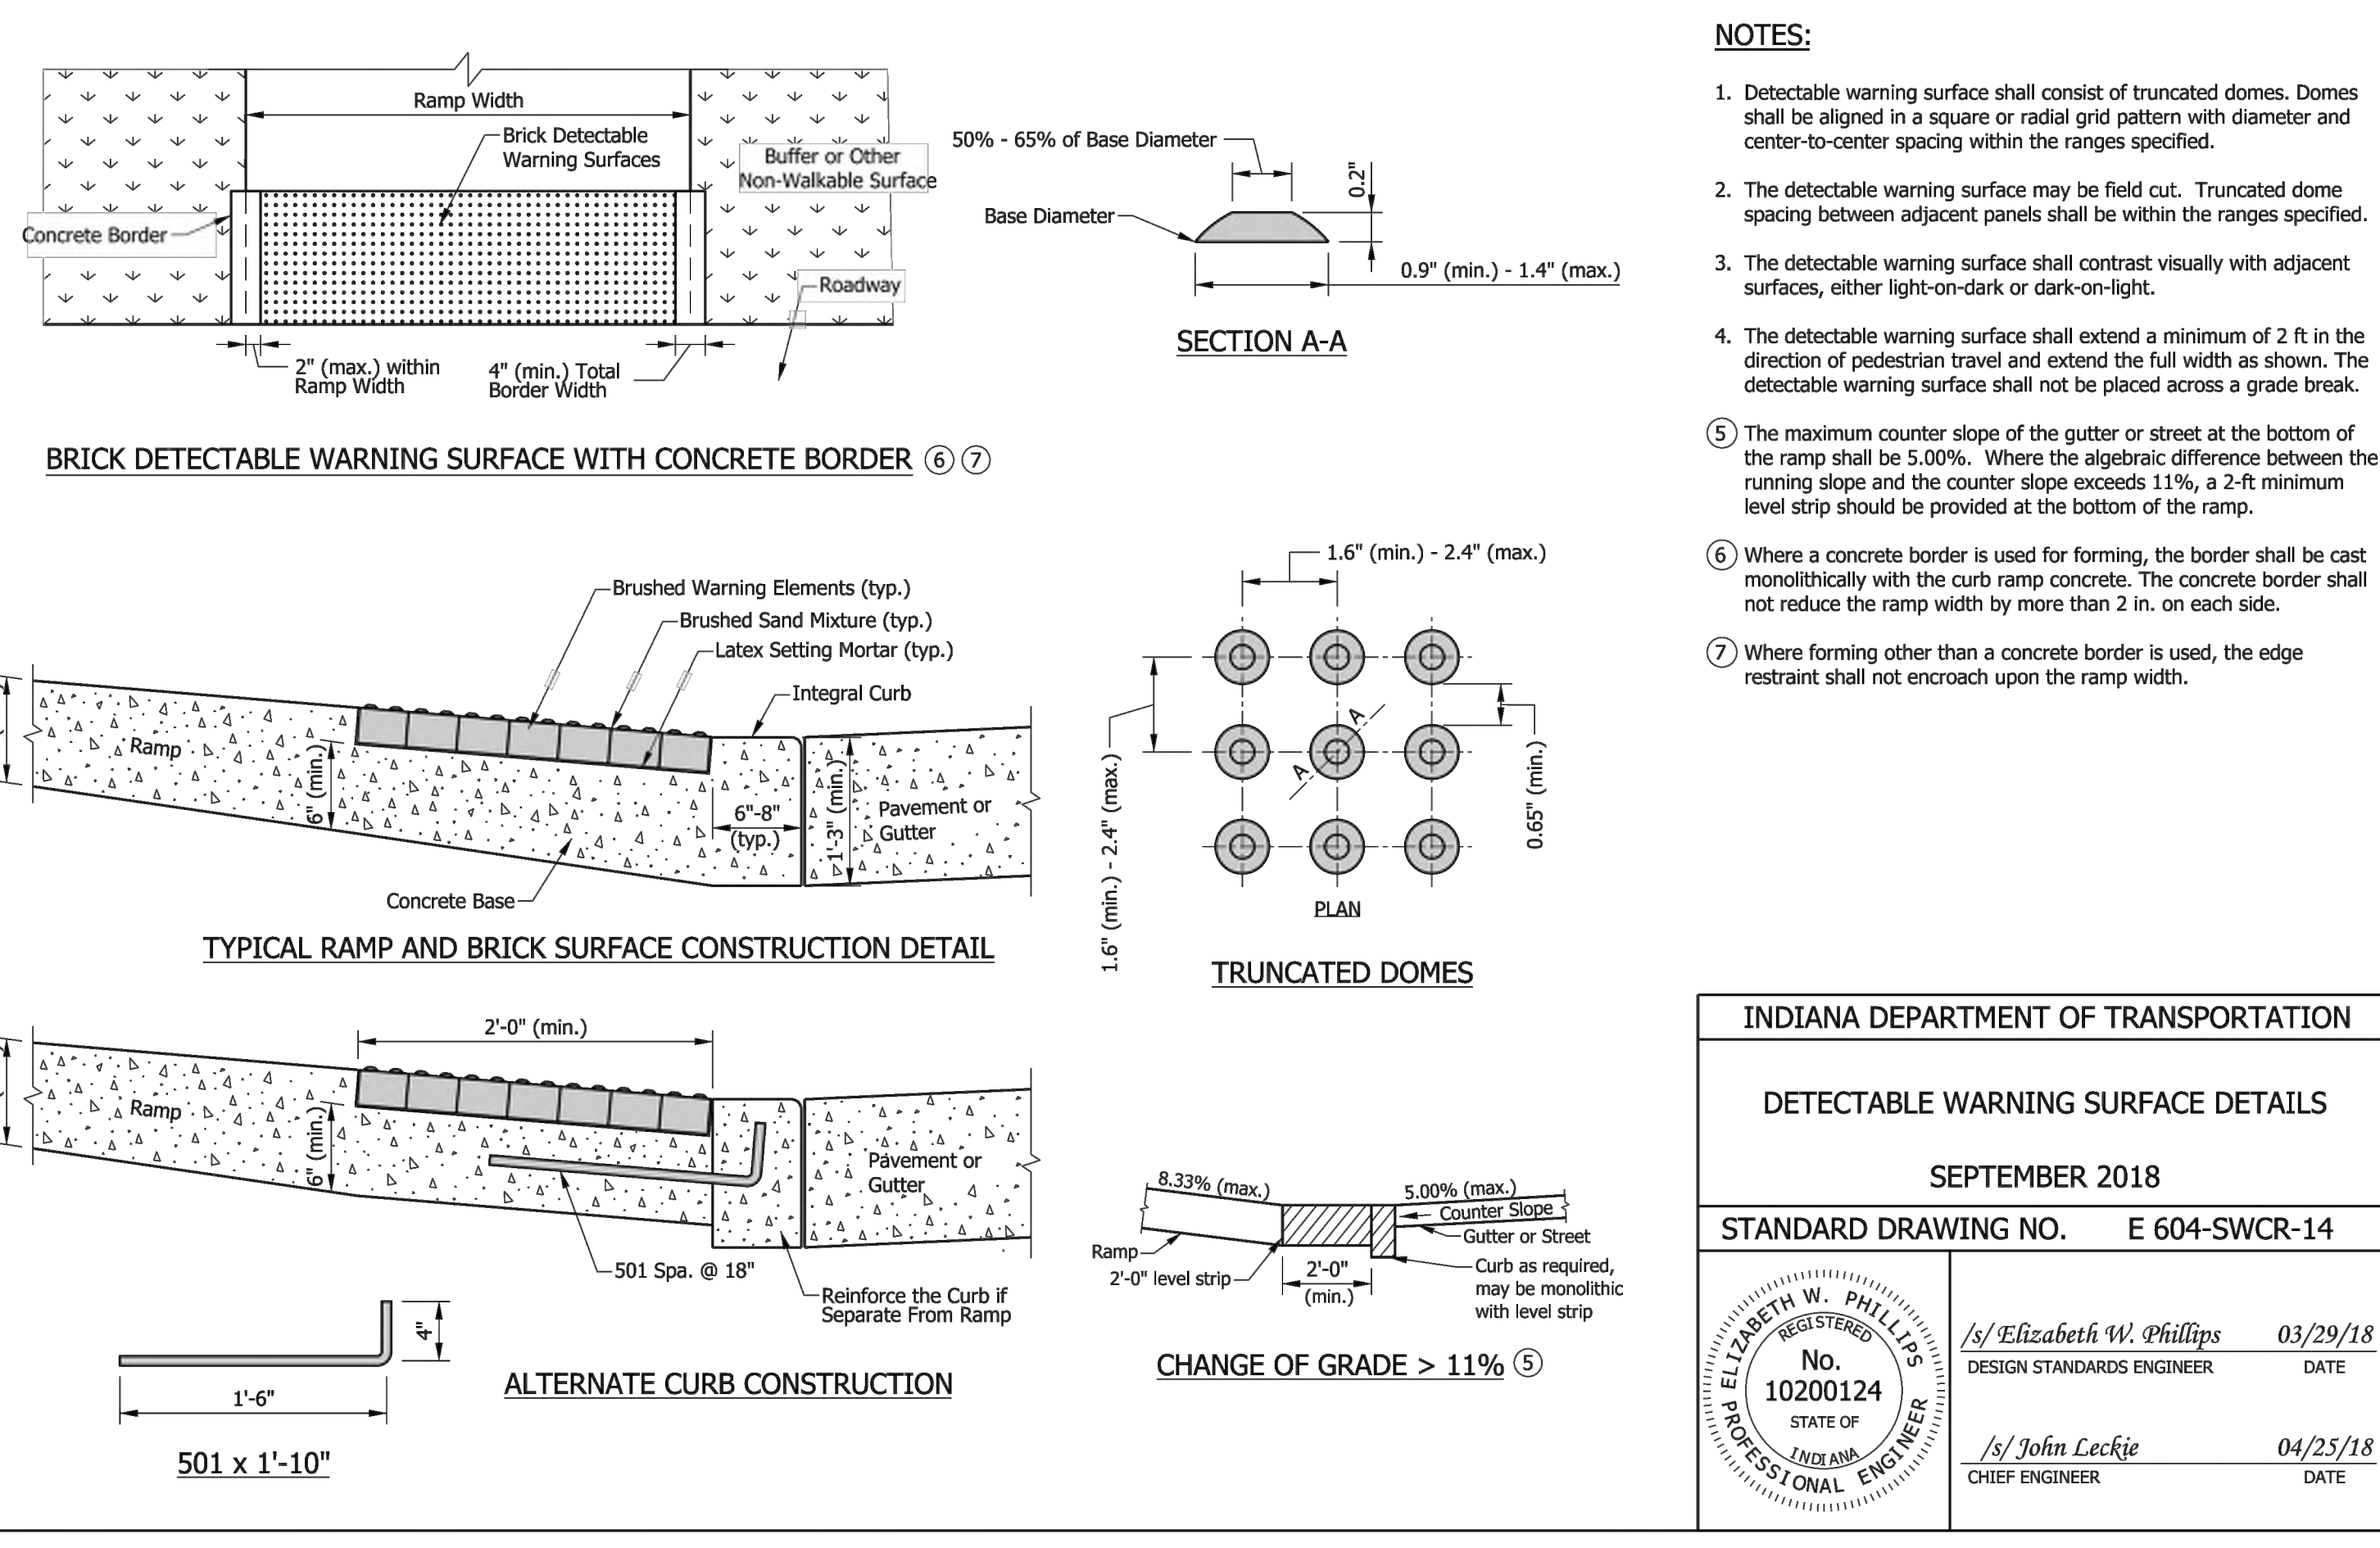 Ramp Width
Brick Detectable
Warning Surfaces
Buffer or Other
Non-Walkable Surface
Concrete Border
Roadway
2" (max.) within
Ramp Width
4" (min.) Total
Border Width
BRICK DETECTABLE WARNING SURFACE WITH CONCRETE BORDER 6 7
50% - 65% of Base Diameter
0.2"
Base Diameter
0.9" (min.) - 1.4" (max.)
SECTION A-A
Brushed Warning Elements (typ.)
Brushed Sand Mixture (typ.)
Latex Setting Mortar (typ.)
Integral Curb
Ramp
6" (min.)
6"-8"
(typ.)
1'-3" (min.)
Pavement or
Gutter
Concrete Base
TYPICAL RAMP AND BRICK SURFACE CONSTRUCTION DETAIL
1.6" (min.) - 2.4" (max.)
1.6" (min.) - 2.4" (max.)
A
A
0.65" (min.)
PLAN
TRUNCATED DOMES
2'-0" (min.)
Ramp
6" (min.)
Pavement or
Gutter
501 Spa. @ 18"
Reinforce the Curb if
Separate From Ramp
4"
1'-6"
501 x 1'-10"
ALTERNATE CURB CONSTRUCTION
8.33% (max.)
5.00% (max.)
Counter Slope
Gutter or Street
Ramp
2'-0" level strip
2'-0"
(min.)
Curb as required,
may be monolithic
with level strip
CHANGE OF GRADE > 11% 5
NOTES:
1. Detectable warning surface shall consist of truncated domes. Domes
shall be aligned in a square or radial grid pattern with diameter and
center-to-center spacing within the ranges specified.
2. The detectable warning surface may be field cut. Truncated dome
spacing between adjacent panels shall be within the ranges specified.
3. The detectable warning surface shall contrast visually with adjacent
surfaces, either light-on-dark or dark-on-light.
4. The detectable warning surface shall extend a minimum of 2 ft in the
direction of pedestrian travel and extend the full width as shown. The
detectable warning surface shall not be placed across a grade break.
5 The maximum counter slope of the gutter or street at the bottom of
the ramp shall be 5.00%. Where the algebraic difference between the
running slope and the counter slope exceeds 11%, a 2-ft minimum
level strip should be provided at the bottom of the ramp.
6 Where a concrete border is used for forming, the border shall be cast
monolithically with the curb ramp concrete. The concrete border shall
not reduce the ramp width by more than 2 in. on each side.
7 Where forming other than a concrete border is used, the edge
restraint shall not encroach upon the ramp width.
INDIANA DEPARTMENT OF TRANSPORTATION
DETECTABLE WARNING SURFACE DETAILS
SEPTEMBER 2018
STANDARD DRAWING NO. E 604-SWCR-14
ELIZABETH W. PHILLIPS
REGISTERED
No.
10200124
STATE OF
INDIANA
PROFESSIONAL ENGINEER
/s/ Elizabeth W. Phillips 03/29/18
DESIGN STANDARDS ENGINEER DATE
/s/ John Leckie 04/25/18
CHIEF ENGINEER DATE